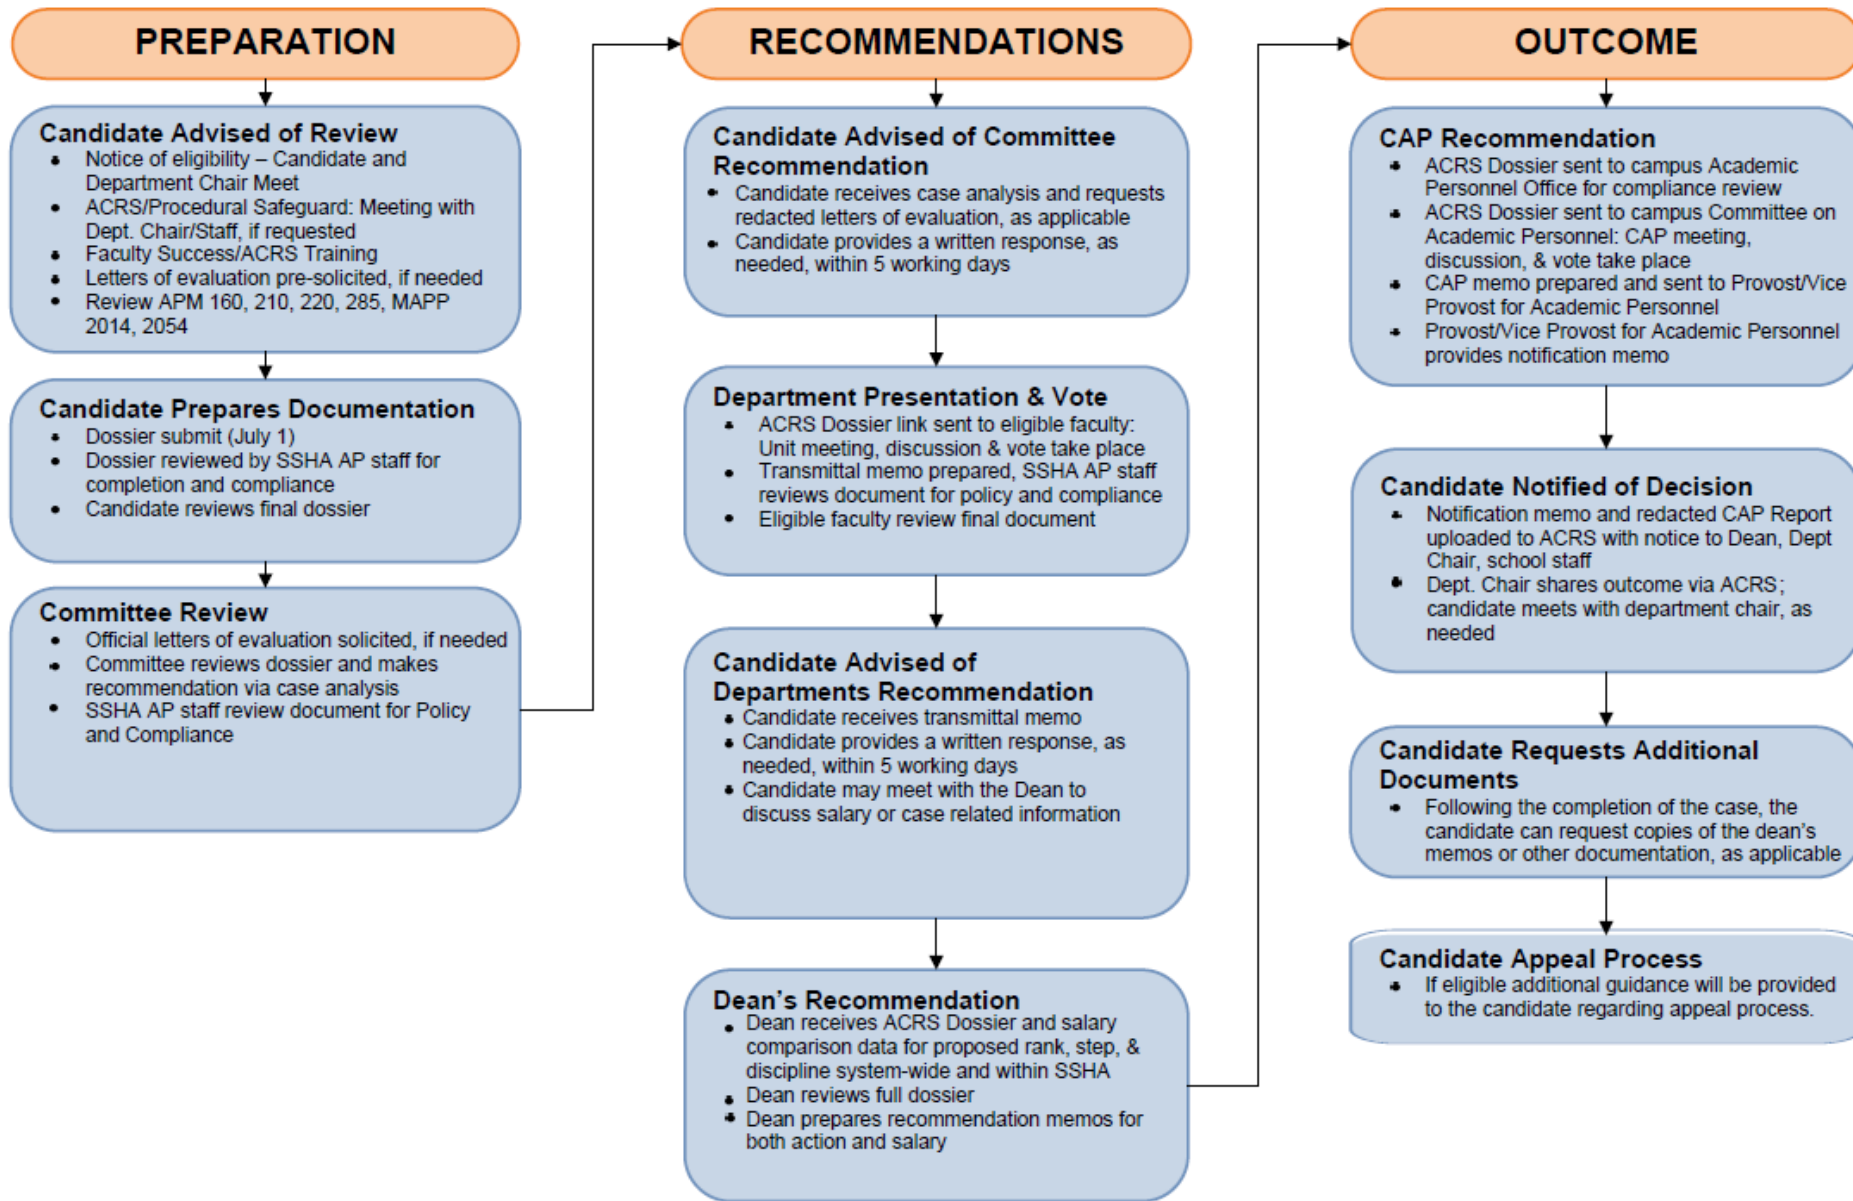 PREPARATION
Candidate Advised of Review
Notice of eligibility – Candidate and
Department Chair Meet
ACRS/Procedural Safeguard: Meeting with
Dept. Chair/Staff, if requested
Faculty Success/ACRS Training
Letters of evaluation pre-solicited, if needed
Review APM 160, 210, 220, 285, MAPP
2014, 2054
Candidate Prepares Documentation
Dossier submit (July 1)
Dossier reviewed by SSHA AP staff for
completion and compliance
Candidate reviews final dossier
Committee Review
Official letters of evaluation solicited, if needed
Committee reviews dossier and makes
recommendation via case analysis
SSHA AP staff review document for Policy
and Compliance
RECOMMENDATIONS
Candidate Advised of Committee
Recommendation
Candidate receives case analysis and requests
redacted letters of evaluation, as applicable
Candidate provides a written response, as
needed, within 5 working days
Department Presentation & Vote
ACRS Dossier link sent to eligible faculty:
Unit meeting, discussion & vote take place
Transmittal memo prepared, SSHA AP staff
reviews document for policy and compliance
Eligible faculty review final document
Candidate Advised of
Departments Recommendation
Candidate receives transmittal memo
Candidate provides a written response, as
needed, within 5 working days
Candidate may meet with the Dean to
discuss salary or case related information
Dean's Recommendation
Dean receives ACRS Dossier and salary
comparison data for proposed rank, step, &
discipline system-wide and within SSHA
Dean reviews full dossier
Dean prepares recommendation memos for
both action and salary
OUTCOME
CAP Recommendation
ACRS Dossier sent to campus Academic
Personnel Office for compliance review
ACRS Dossier sent to campus Committee on
Academic Personnel: CAP meeting,
discussion, & vote take place
CAP memo prepared and sent to Provost/Vice
Provost for Academic Personnel
Provost/Vice Provost for Academic Personnel
provides notification memo
Candidate Notified of Decision
Notification memo and redacted CAP Report
uploaded to ACRS with notice to Dean, Dept
Chair, school staff
Dept. Chair shares outcome via ACRS;
candidate meets with department chair, as
needed
Candidate Requests Additional
Documents
Following the completion of the case, the
candidate can request copies of the dean's
memos or other documentation, as applicable
Candidate Appeal Process
If eligible additional guidance will be provided
to the candidate regarding appeal process.